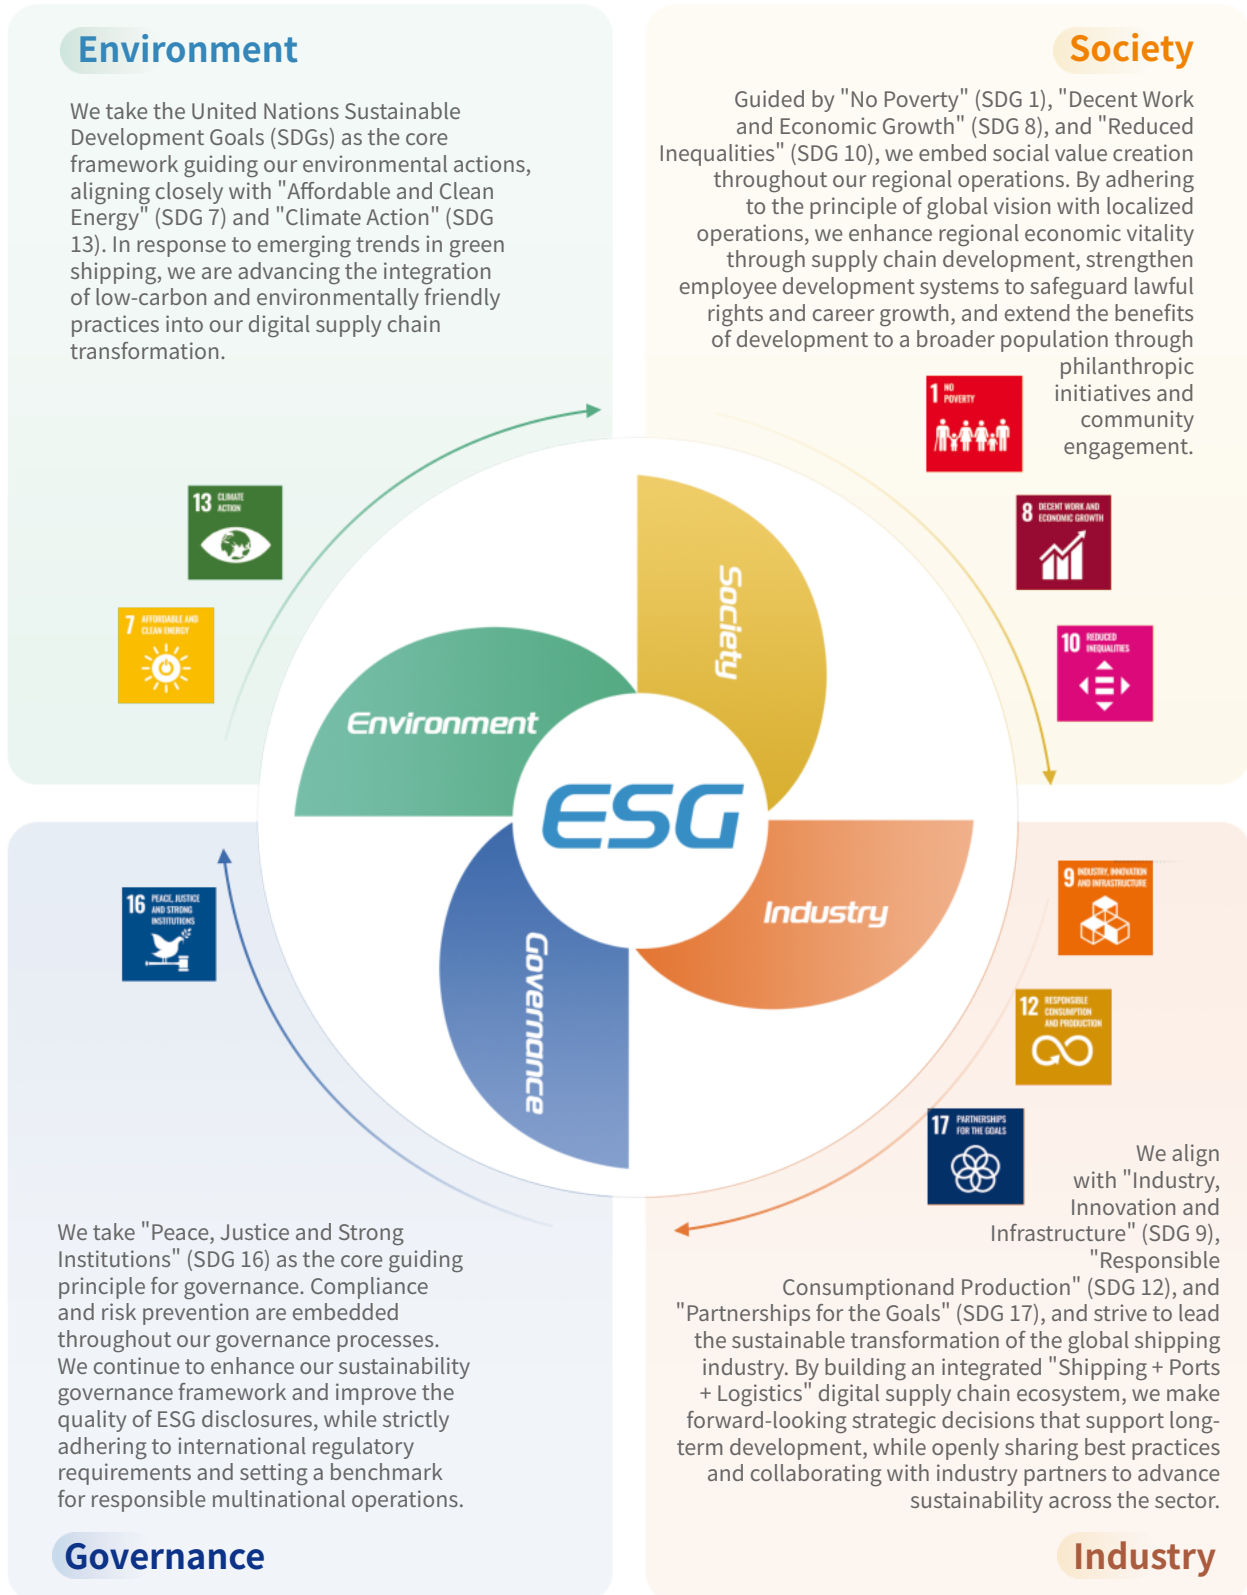 Environment
We take the United Nations Sustainable
Development Goals (SDGs) as the core
framework guiding our environmental actions,
aligning closely with "Affordable and Clean
Energy" (SDG 7) and "Climate Action" (SDG
13). In response to emerging trends in green
shipping, we are advancing the integration
of low-carbon and environmentally friendly
practices into our digital supply chain
transformation.
Society
Guided by "No Poverty" (SDG 1), "Decent Work
and Economic Growth" (SDG 8), and "Reduced
Inequalities" (SDG 10), we embed social value creation
throughout our regional operations. By adhering
to the principle of global vision with localized
operations, we enhance regional economic vitality
through supply chain development, strengthen
employee development systems to safeguard lawful
rights and career growth, and extend the benefits
of development to a broader population through
philanthropic
initiatives and
community
engagement.
1 NO
POVERTY
13 CLIMATE
ACTION
8 DECENT WORK AND
ECONOMIC GROWTH
7 AFFORDABLE AND
CLEAN ENERGY
10 REDUCED
INEQUALITIES
Society
Environment
ESG
Industry
Governance
16 PEACE, JUSTICE
AND STRONG
INSTITUTIONS
9 INDUSTRY, INNOVATION
AND INFRASTRUCTURE
12 RESPONSIBLE
CONSUMPTION
AND PRODUCTION
17 PARTNERSHIPS
FOR THE GOALS
We take "Peace, Justice and Strong
Institutions" (SDG 16) as the core guiding
principle for governance. Compliance
and risk prevention are embedded
throughout our governance processes.
We continue to enhance our sustainability
governance framework and improve the
quality of ESG disclosures, while strictly
adhering to international regulatory
requirements and setting a benchmark
for responsible multinational operations.
Governance
We align
with "Industry,
Innovation and
Infrastructure" (SDG 9),
"Responsible
Consumptionand Production" (SDG 12), and
"Partnerships for the Goals" (SDG 17), and strive to lead
the sustainable transformation of the global shipping
industry. By building an integrated "Shipping + Ports
+ Logistics" digital supply chain ecosystem, we make
forward-looking strategic decisions that support long-
term development, while openly sharing best practices
and collaborating with industry partners to advance
sustainability across the sector.
Industry